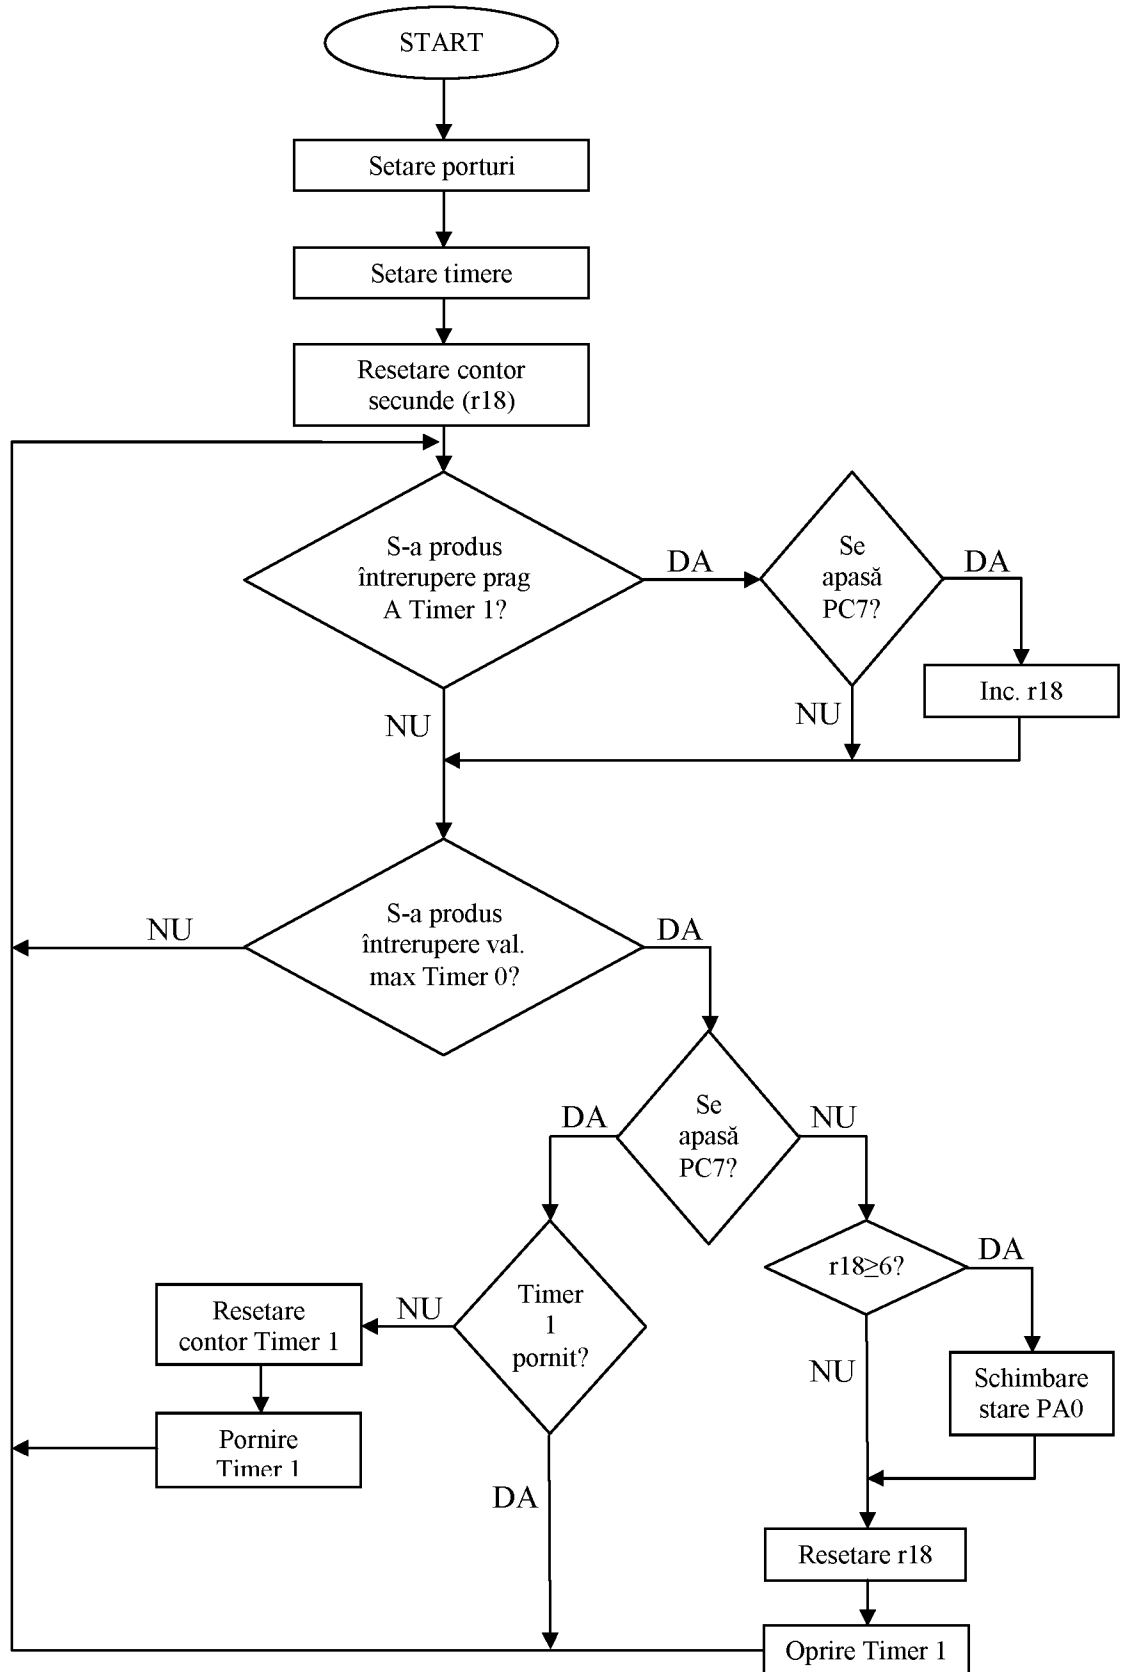 START
Setare porturi
Setare timere
Resetare contor
secunde (r18)
S-a produs
întrerupere prag
A Timer 1?
DA
Se
apasă
PC7?
DA
Inc. r18
NU
NU
S-a produs
întrerupere val.
max Timer 0?
NU
DA
Se
apasă
PC7?
DA
NU
r18≥6?
DA
Timer
1
pornit?
NU
Resetare
contor Timer 1
NU
Schimbare
stare PA0
Pornire
Timer 1
DA
Resetare r18
Oprire Timer 1